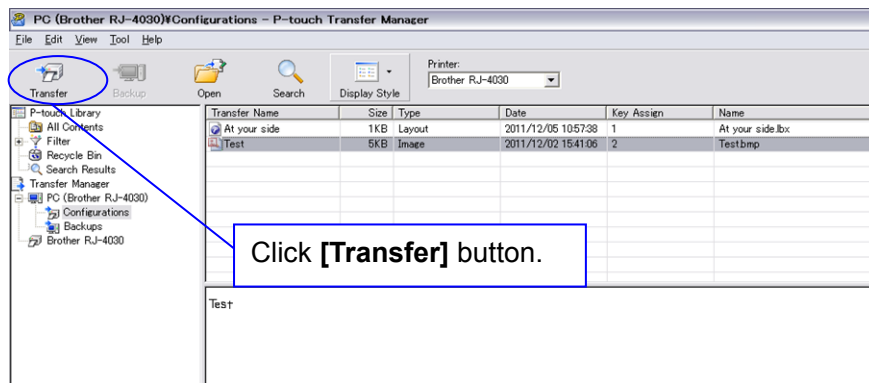 PC (Brother RJ-4030)¥Configurations - P-touch Transfer Manager
File Edit View Tool Help
Transfer Backup Open Search Display Style
Printer:
Brother RJ-4030
P-touch Library
All Contents
Filter
Recycle Bin
Search Results
Transfer Manager
PC (Brother RJ-4030)
Configurations
Backups
Brother RJ-4030
Transfer Name Size Type Date Key Assign Name
At your side 1KB Layout 2011/12/05 10:57:38 1 At your side.lbx
Test 5KB Image 2011/12/02 15:41:06 2 Test.bmp
Click [Transfer] button.
Test